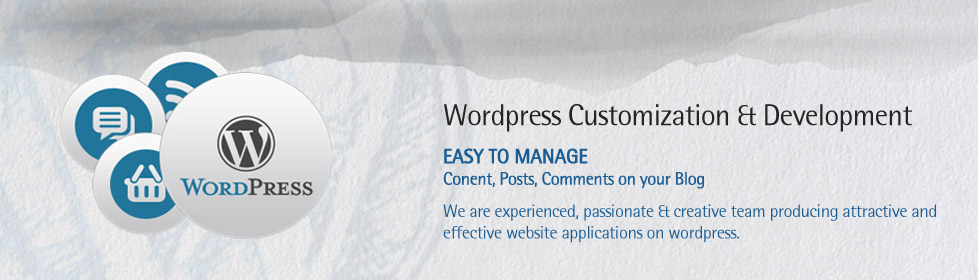 WORDPRESS
Wordpress Customization & Development
EASY TO MANAGE
Conent, Posts, Comments on your Blog
We are experienced, passionate & creative team producing attractive and
effective website applications on wordpress.